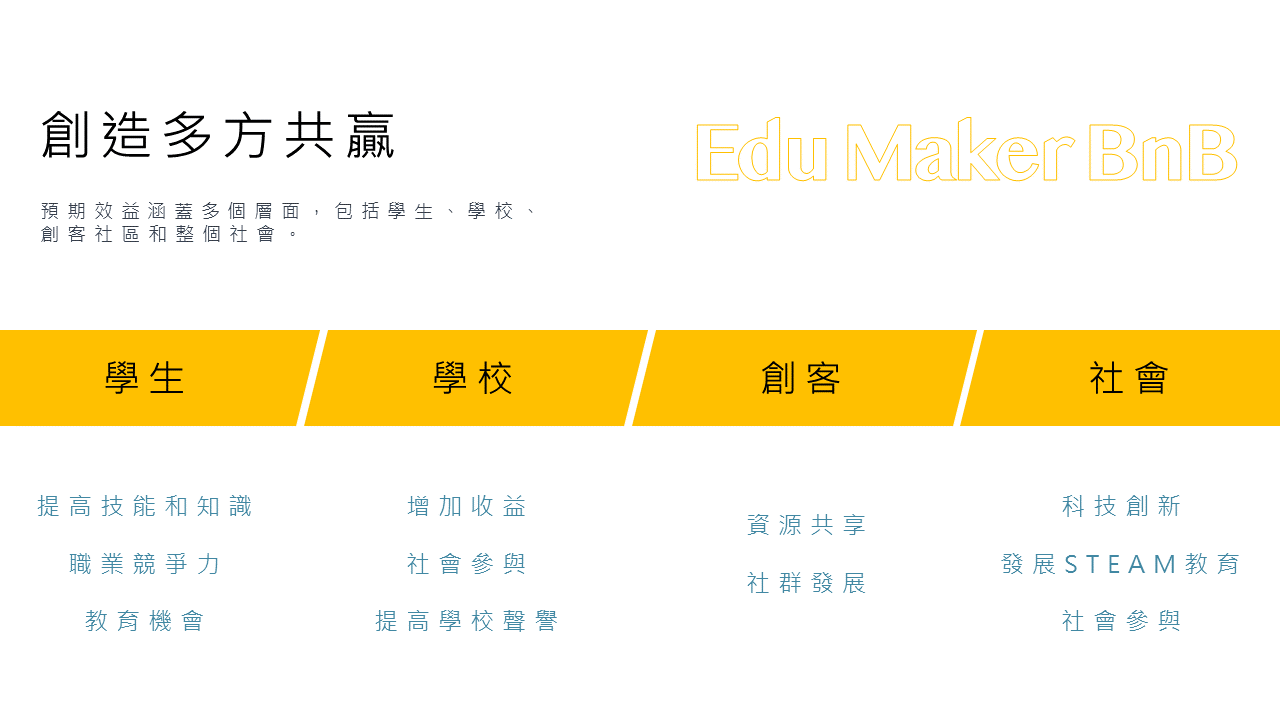 創造多方共贏
Edu Maker BnB
預期效益涵蓋多個層面，包括學生、學校、
創客社區和整個社會。
學生
學校
創客
社會
提高技能和知識
職業競爭力
教育機會
增加收益
社會參與
提高學校聲譽
資源共享
社群發展
科技創新
發展STEAM教育
社會參與